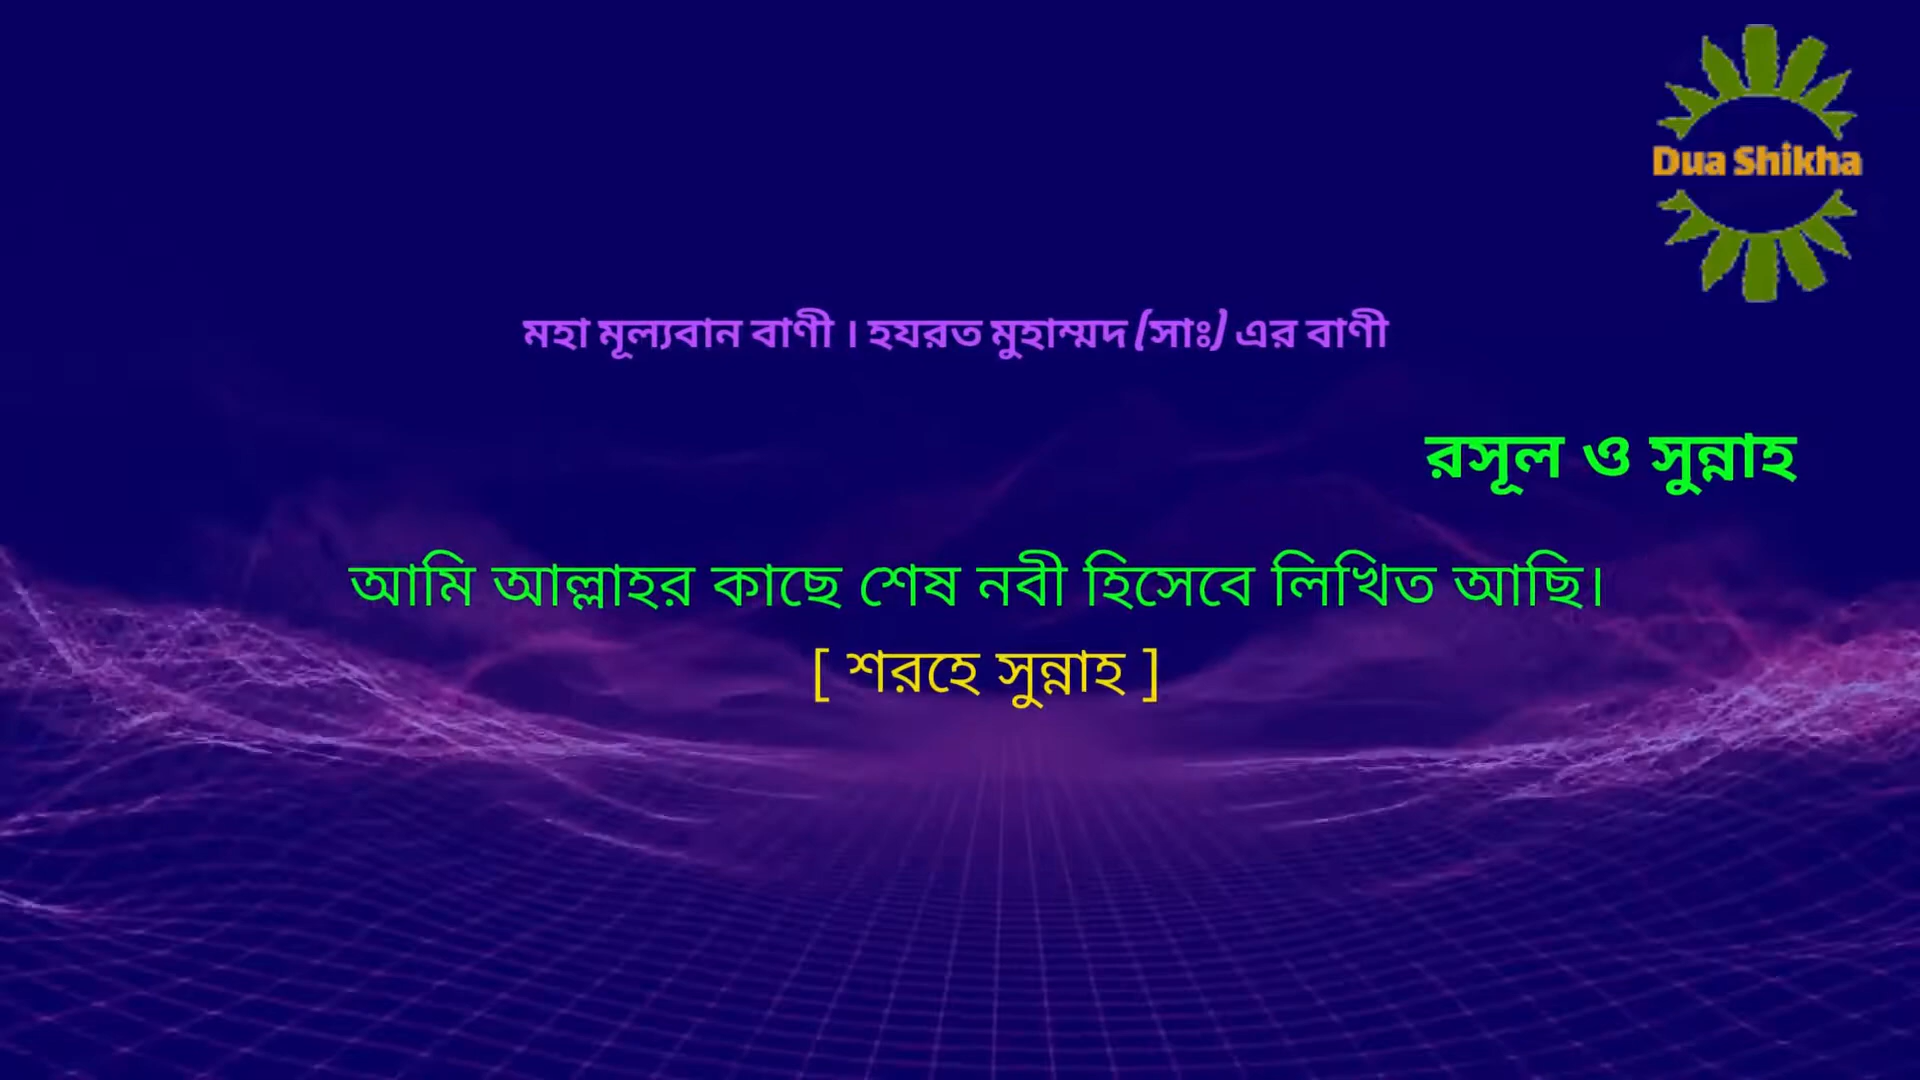 Dua Shikha
মহা মূল্যবান বাণী । হযরত মুহাম্মদ (সাঃ) এর বাণী
রসূল ও সুন্নাহ
আমি আল্লাহর কাছে শেষ নবী হিসেবে লিখিত আছি।
[ শরহে সুন্নাহ ]